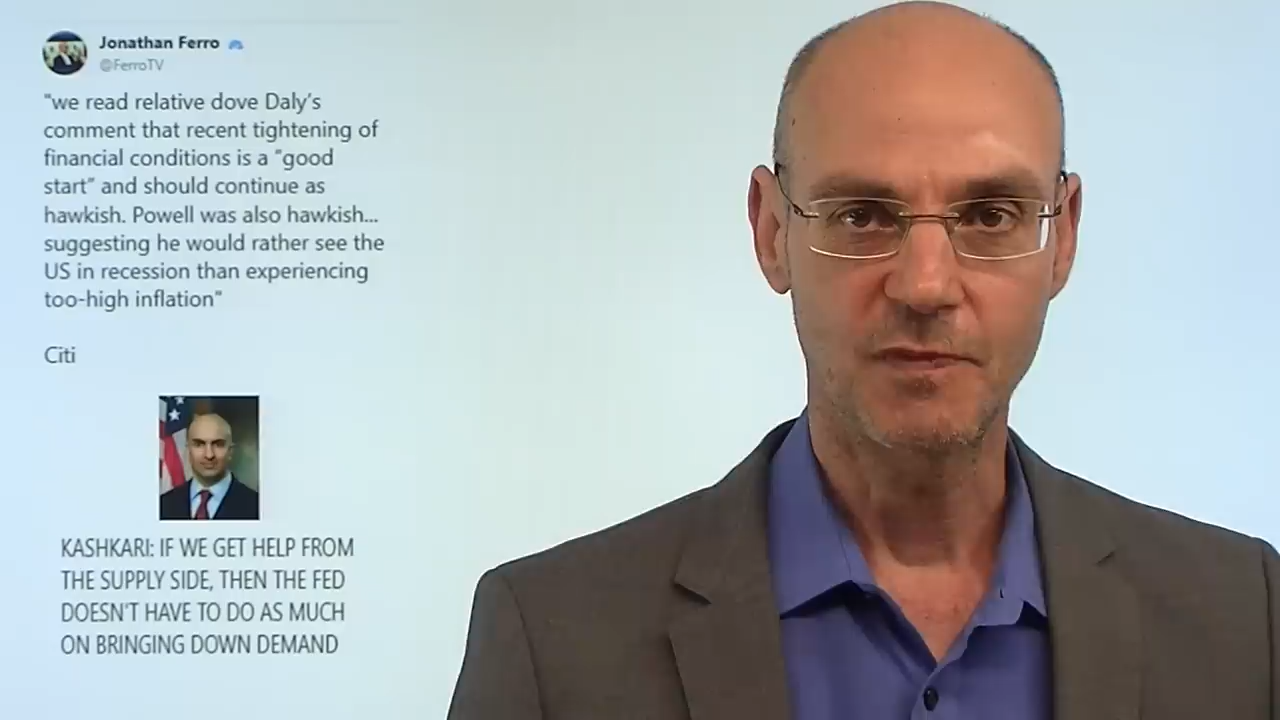 Jonathan Ferro
@FerroTV
"we read relative dove Daly's
comment that recent tightening of
financial conditions is a "good
start" and should continue as
hawkish. Powell was also hawkish...
suggesting he would rather see the
US in recession than experiencing
too-high inflation"
Citi
KASHKARI: IF WE GET HELP FROM
THE SUPPLY SIDE, THEN THE FED
DOESN'T HAVE TO DO AS MUCH
ON BRINGING DOWN DEMAND